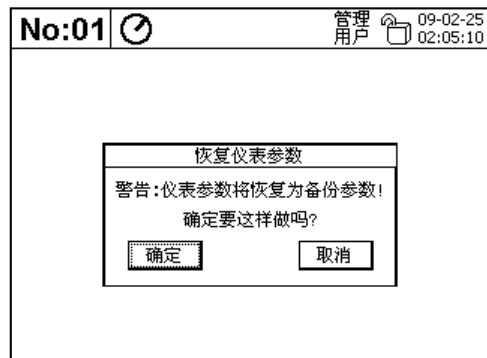 No:01
管理
用户
09-02-25
02:05:10
恢复仪表参数
警告:仪表参数将恢复为备份参数!
确定要这样做吗?
确定
取消